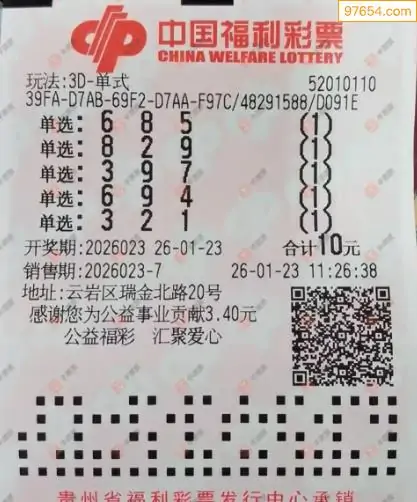 97654.com
中国福利彩票
CHINA WELFARE LOTTERY
玩法:3D-单式 52010110
39FA-D7AB-69F2-D7AA-F97C/48291588/D091E
单选: 6 8 5 (1)
单选: 8 2 9 (1)
单选: 3 9 7 (1)
单选: 6 9 4 (1)
单选: 3 2 1 (1)
开奖期:2026023 26-01-23 合计10元
销售期:2026023-7 26-01-23 11:26:38
地址:云岩区瑞金北路20号
感谢您为公益事业贡献3.40元
公益福彩 汇聚爱心
贵州省福利彩票发行中心承销